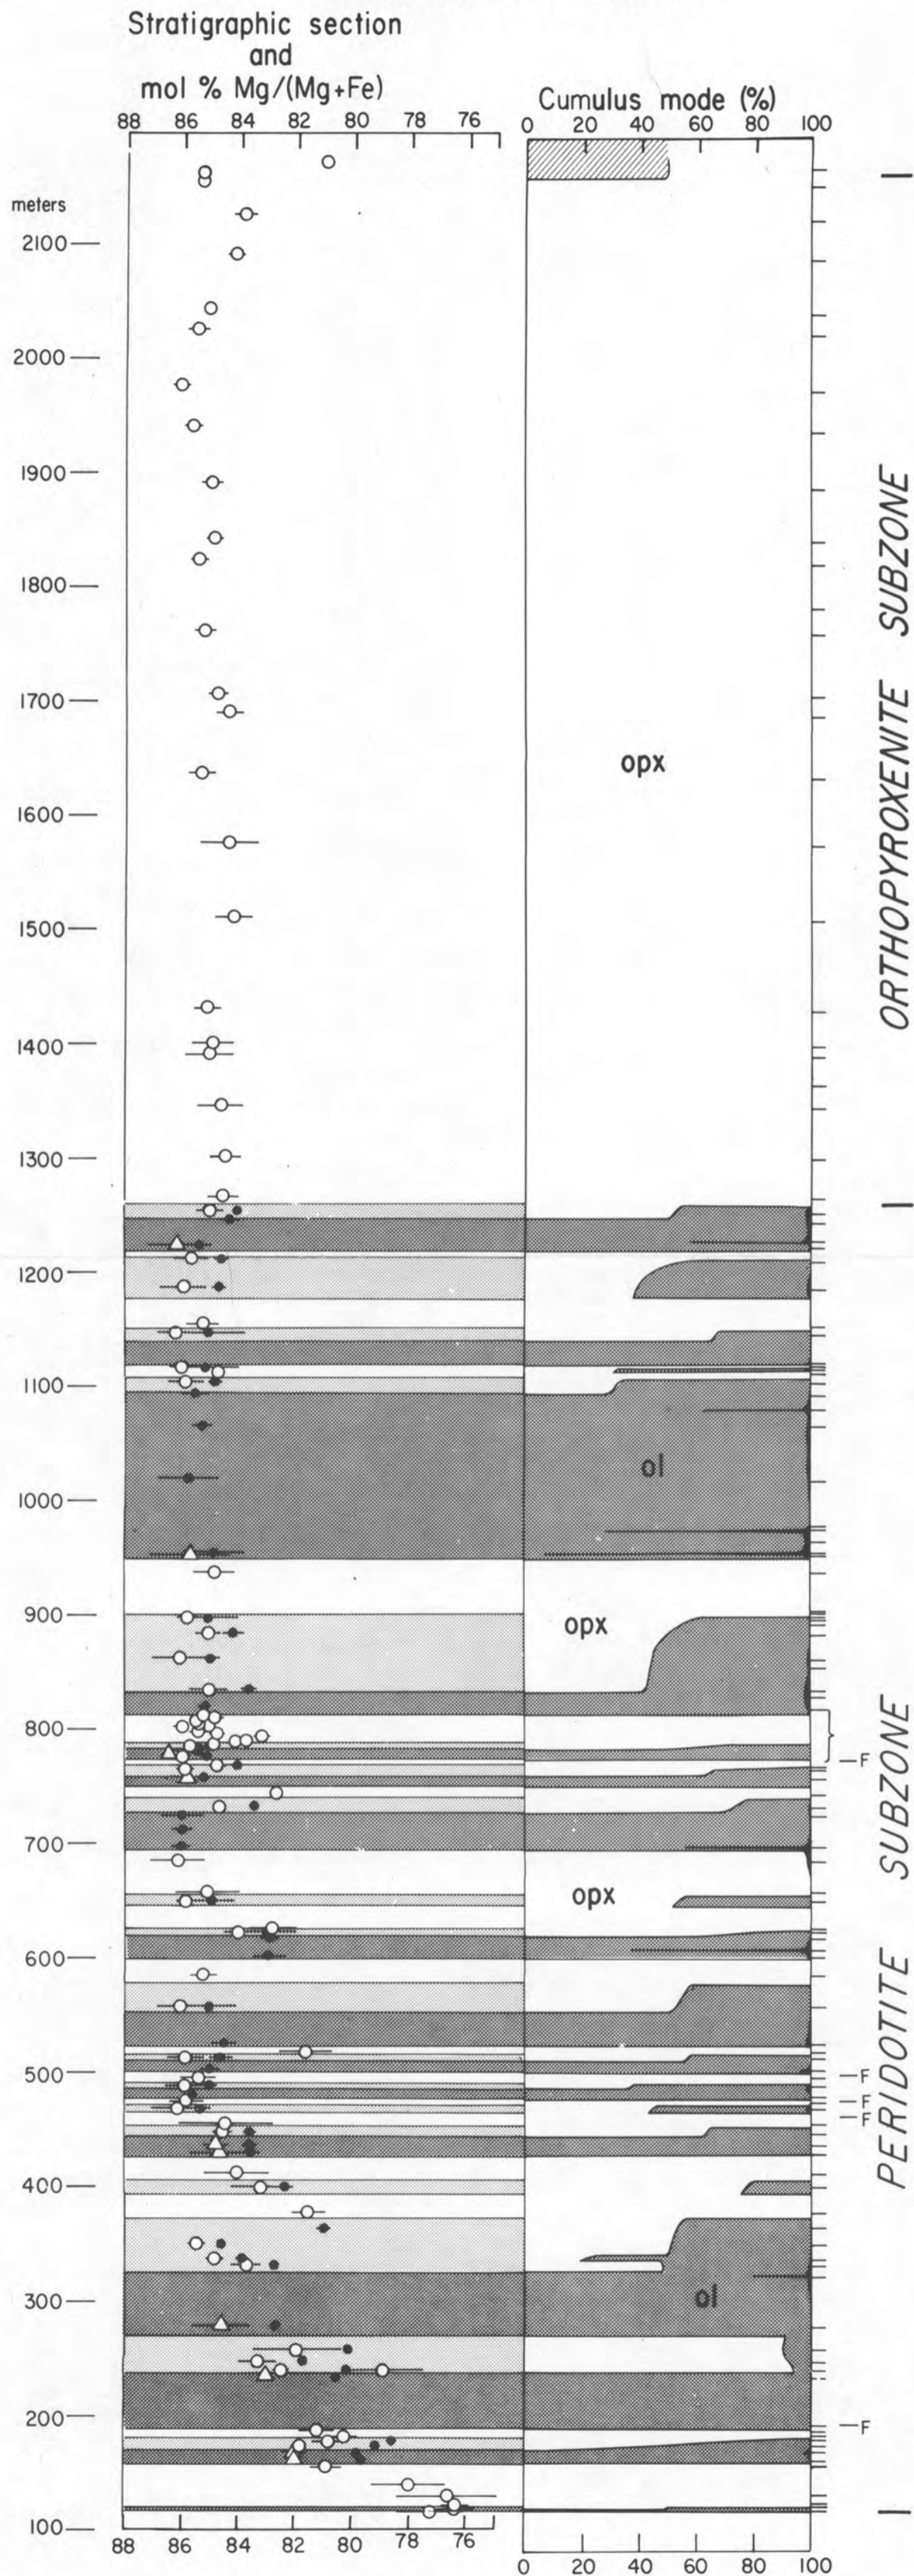 Stratigraphic section
and
mol % Mg/(Mg+Fe)
88 86 84 82 80 78 76
Cumulus mode (%)
0 20 40 60 80 100
meters
2100
2000
1900
1800
1700
opx
1600
1500
1400
1300
ORTHOPYROXENITE SUBZONE
1200
1100
ol
1000
900
opx
800
F
700
opx
600
500
F
F
F
400
300
ol
200
F
100
PERIDOTITE SUBZONE
88 86 84 82 80 78 76
0 20 40 60 80 100